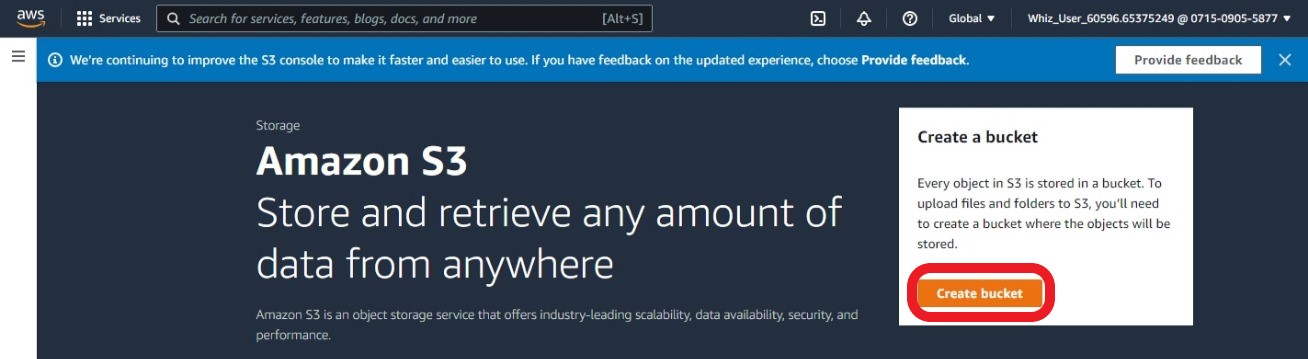 aws
Services
Search for services, features, blogs, docs, and more
[Alt+S]
Global ▼
Whiz_User_60596.65375249 @ 0715-0905-5877 ▼
We're continuing to improve the S3 console to make it faster and easier to use. If you have feedback on the updated experience, choose Provide feedback.
Provide feedback
Storage
Amazon S3
Store and retrieve any amount of
data from anywhere
Amazon S3 is an object storage service that offers industry-leading scalability, data availability, security, and
performance.
Create a bucket
Every object in S3 is stored in a bucket. To
upload files and folders to S3, you'll need
to create a bucket where the objects will be
stored.
Create bucket